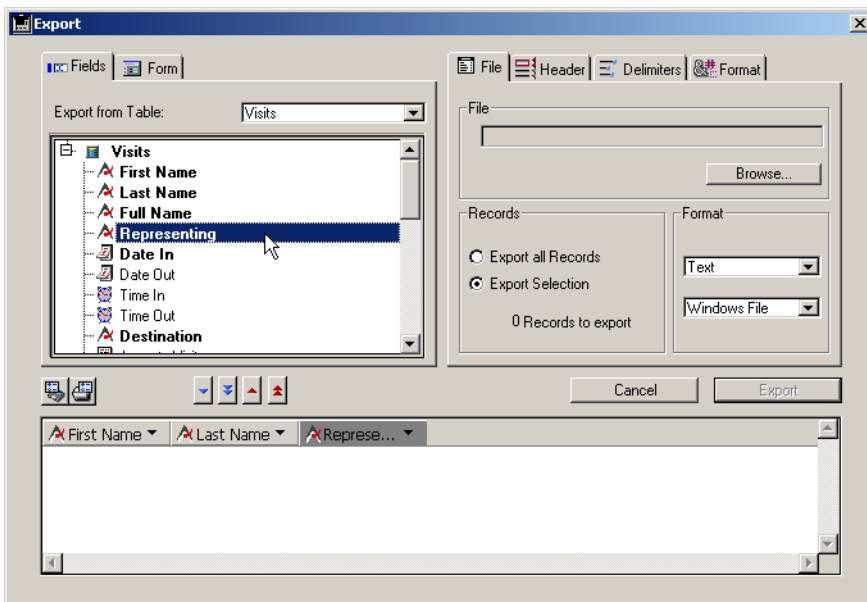 Export
Fields
Form
Export from Table:
Visits
Visits
First Name
Last Name
Full Name
Representing
Date In
Date Out
Time In
Time Out
Destination
File
Header
Delimiters
Format
File
Browse...
Records
Export all Records
Export Selection
0 Records to export
Format
Text
Windows File
Cancel
Export
First Name
Last Name
Represe...